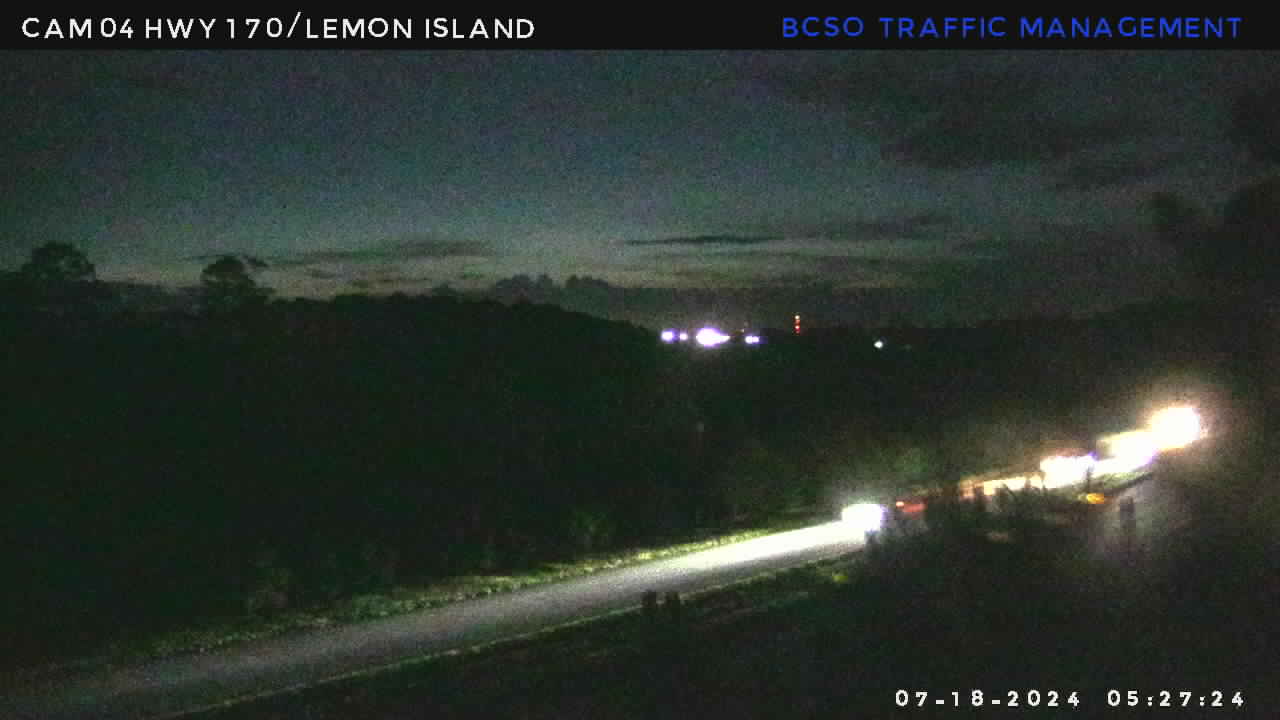 CAM04 HWY 170/LEMON ISLAND
BCSO TRAFFIC MANAGEMENT
07-18-2024 05:27:24